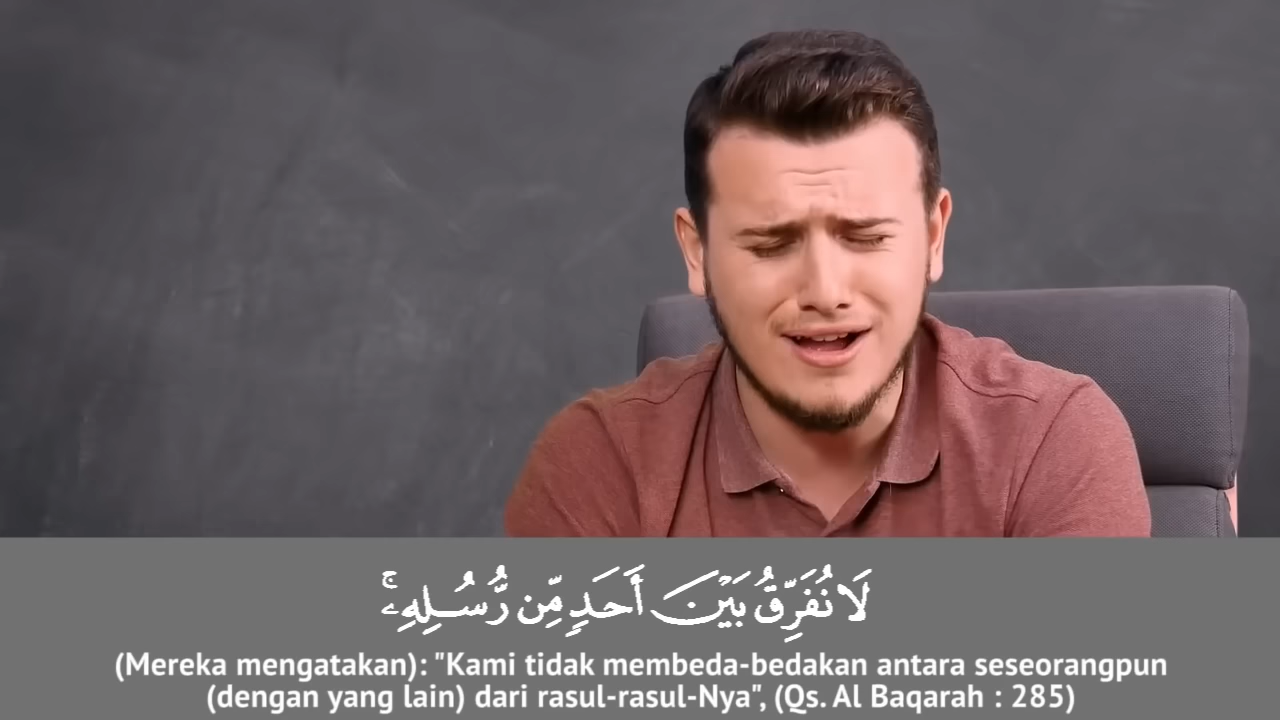 لَا نُفَرِّقُ بَيْنَ أَحَدٍ مِّن رُّسُلِهِۦ ۚ
(Mereka mengatakan): "Kami tidak membeda-bedakan antara seseorangpun
(dengan yang lain) dari rasul-rasul-Nya", (Qs. Al Baqarah : 285)